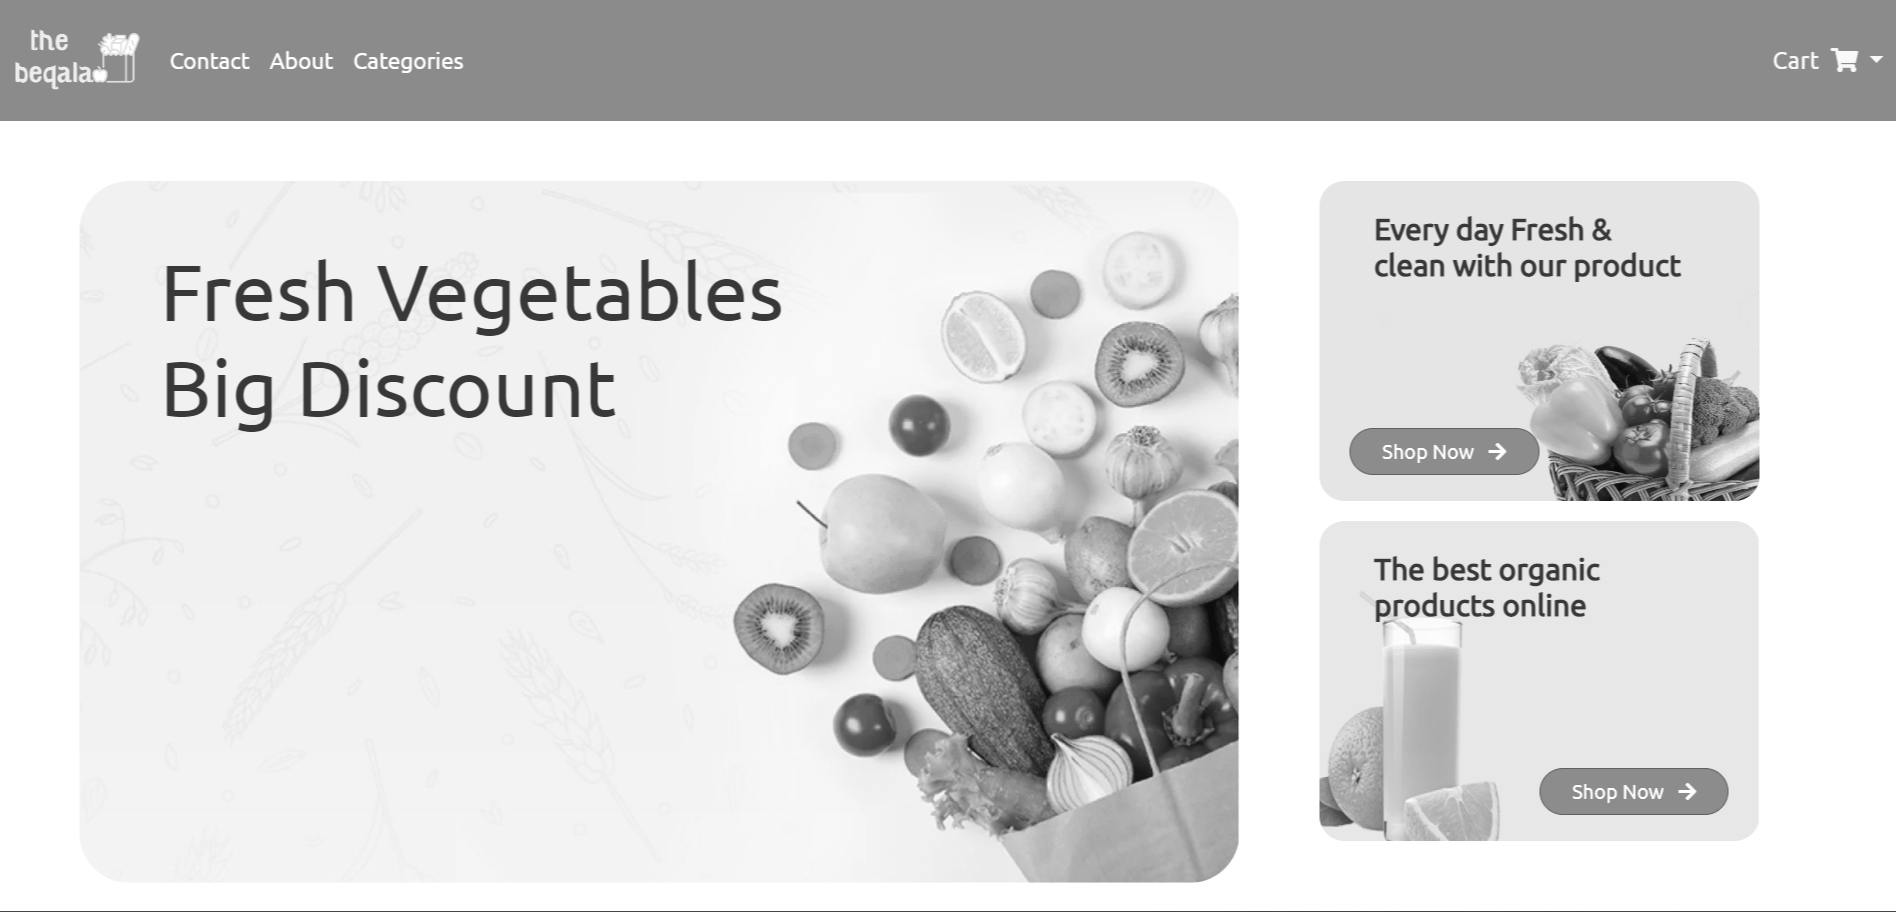 the
beqala
Contact About Categories
Cart
Fresh Vegetables
Big Discount
Every day Fresh &
clean with our product
Shop Now
The best organic
products online
Shop Now